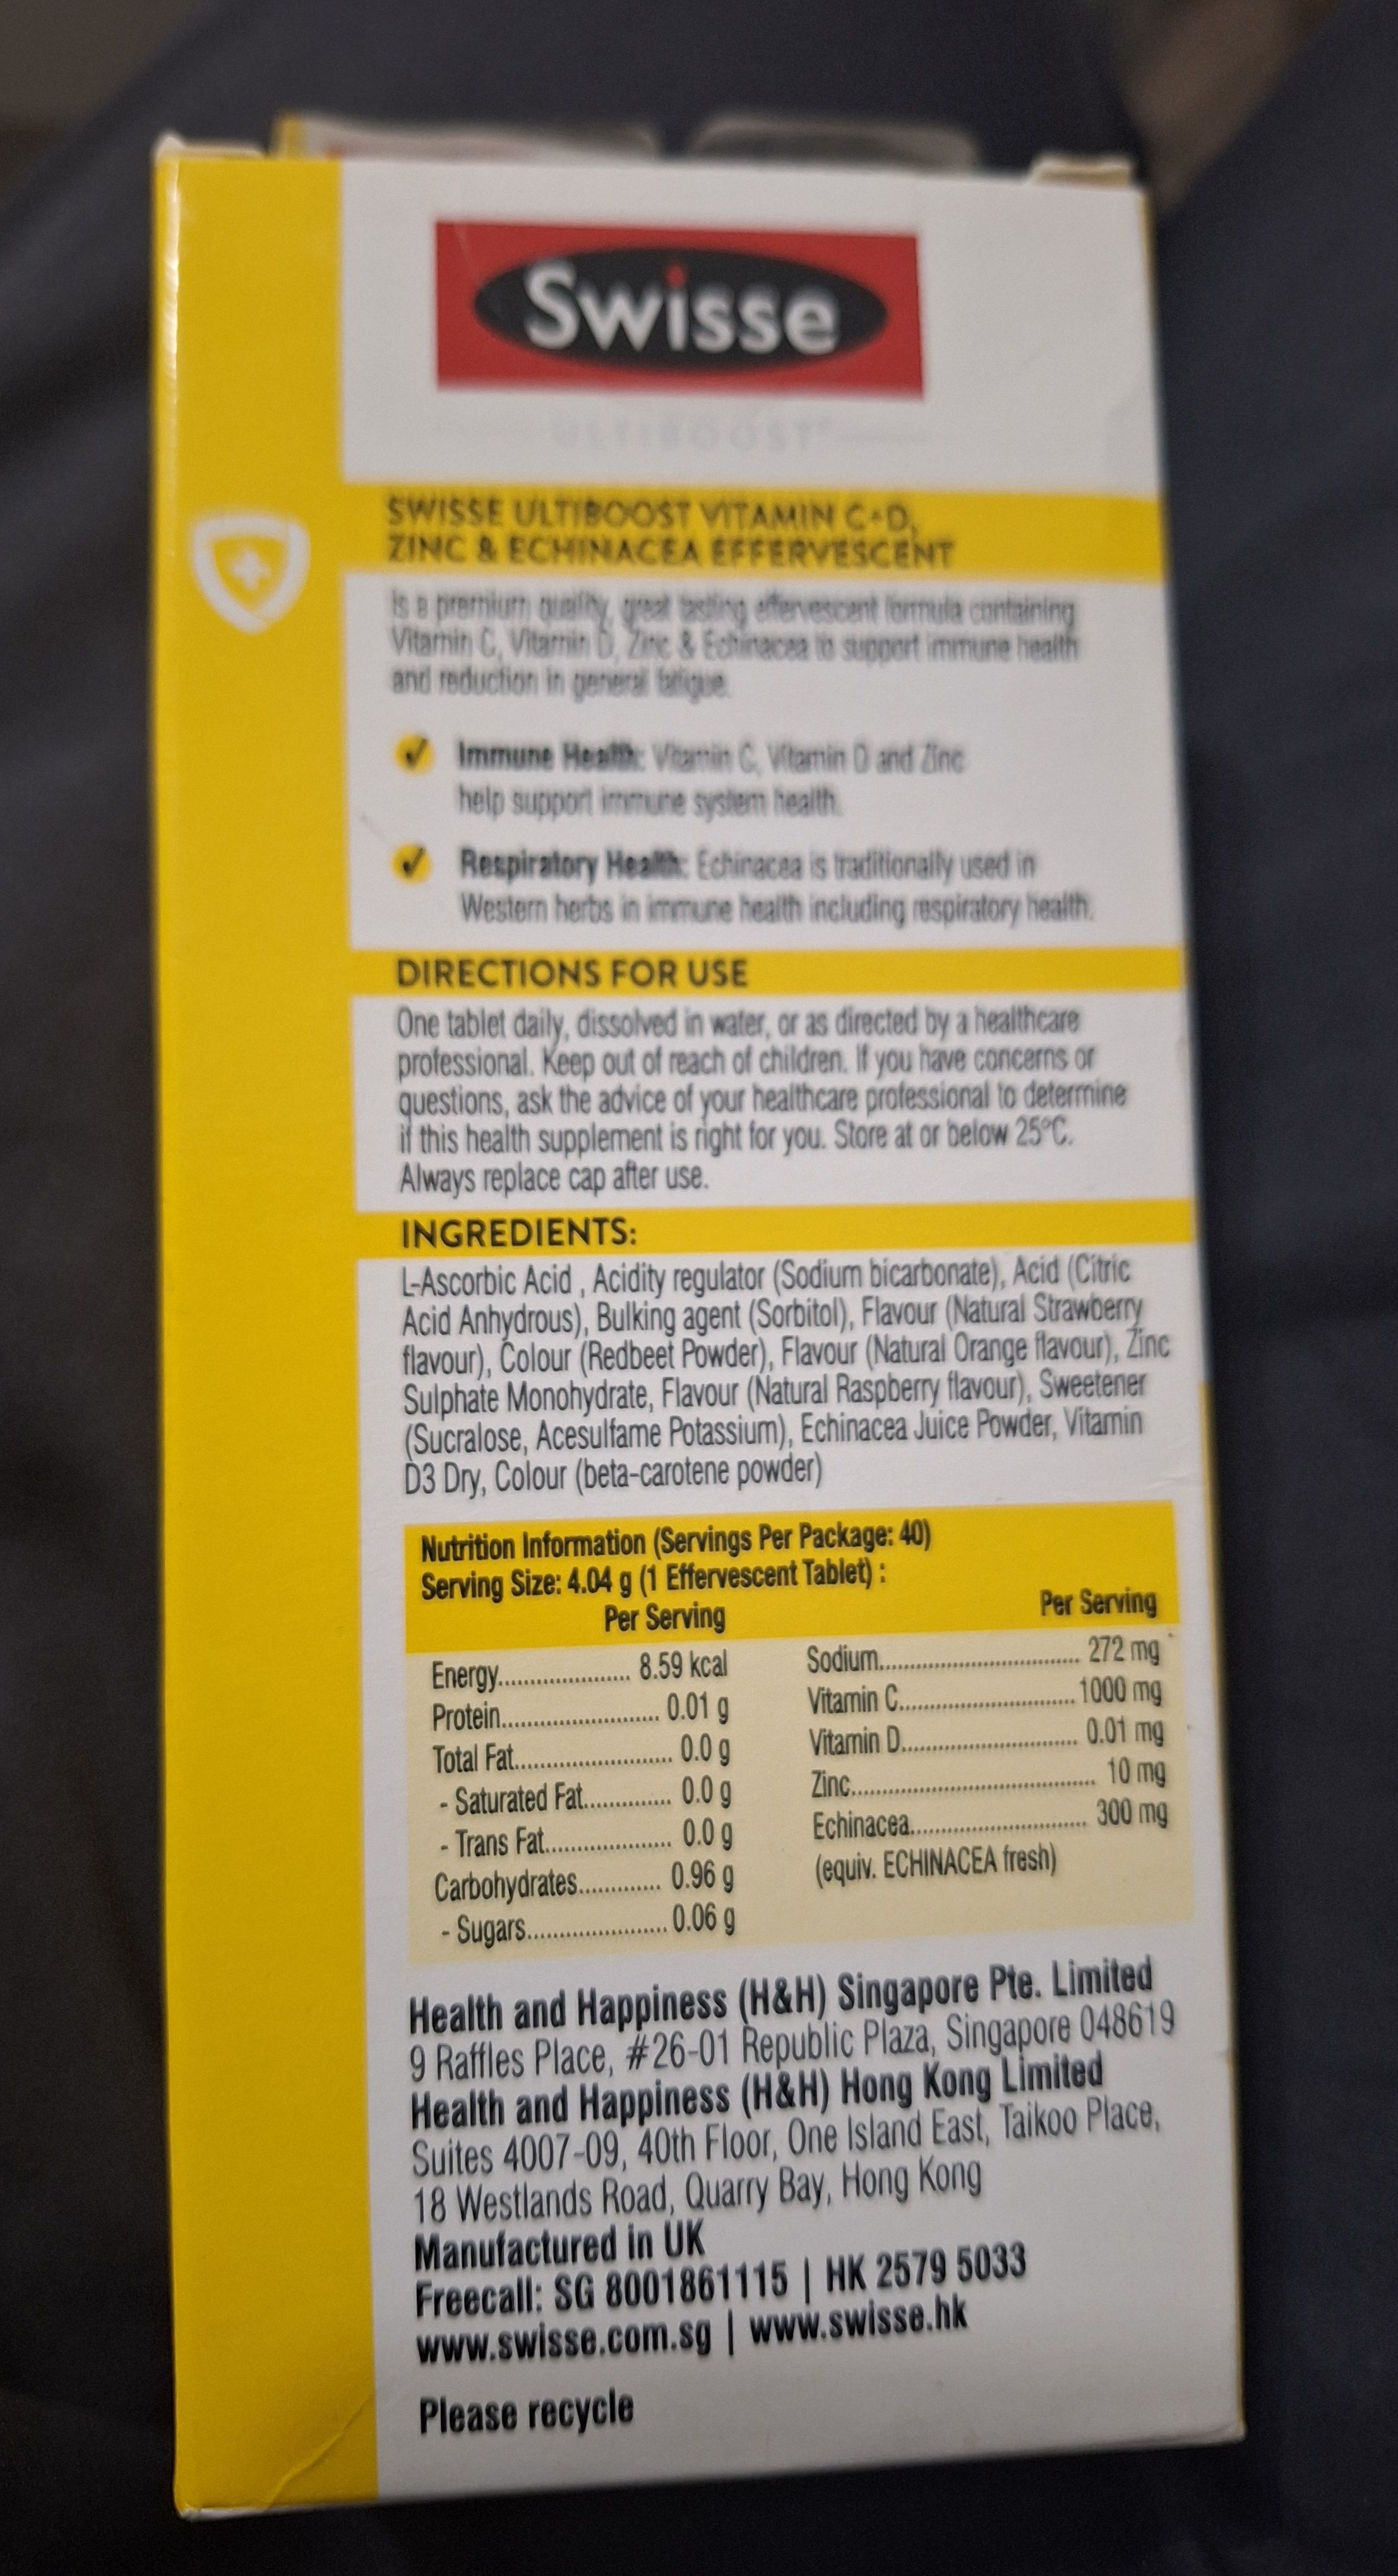 Swisse
ULTIBOOST®
SWISSE ULTIBOOST VITAMIN C+D,
ZINC & ECHINACEA EFFERVESCENT
Is a premium quality, great tasting effervescent formula containing
Vitamin C, Vitamin D, Zinc & Echinacea to support immune health
and reduction in general fatigue.
Immune Health: Vitamin C, Vitamin D and Zinc
help support immune system health.
Respiratory Health: Echinacea is traditionally used in
Western herbs in immune health including respiratory health.
DIRECTIONS FOR USE
One tablet daily, dissolved in water, or as directed by a healthcare
professional. Keep out of reach of children. If you have concerns or
questions, ask the advice of your healthcare professional to determine
if this health supplement is right for you. Store at or below 25°C.
Always replace cap after use.
INGREDIENTS:
L-Ascorbic Acid , Acidity regulator (Sodium bicarbonate), Acid (Citric
Acid Anhydrous), Bulking agent (Sorbitol), Flavour (Natural Strawberry
flavour), Colour (Redbeet Powder), Flavour (Natural Orange flavour), Zinc
Sulphate Monohydrate, Flavour (Natural Raspberry flavour), Sweetener
(Sucralose, Acesulfame Potassium), Echinacea Juice Powder, Vitamin
D3 Dry, Colour (beta-carotene powder)
Nutrition Information (Servings Per Package: 40)
Serving Size: 4.04 g (1 Effervescent Tablet) :
Per Serving
Energy.................... 8.59 kcal
Protein........................ 0.01 g
Total Fat........................ 0.0 g
- Saturated Fat............. 0.0 g
- Trans Fat................... 0.0 g
Carbohydrates............ 0.96 g
- Sugars..................... 0.06 g
Per Serving
Sodium............................... 272 mg
Vitamin C........................... 1000 mg
Vitamin D........................... 0.01 mg
Zinc..................................... 10 mg
Echinacea........................... 300 mg
(equiv. ECHINACEA fresh)
Health and Happiness (H&H) Singapore Pte. Limited
9 Raffles Place, #26-01 Republic Plaza, Singapore 048619
Health and Happiness (H&H) Hong Kong Limited
Suites 4007-09, 40th Floor, One Island East, Taikoo Place,
18 Westlands Road, Quarry Bay, Hong Kong
Manufactured in UK
Freecall: SG 8001861115 | HK 2579 5033
www.swisse.com.sg | www.swisse.hk
Please recycle